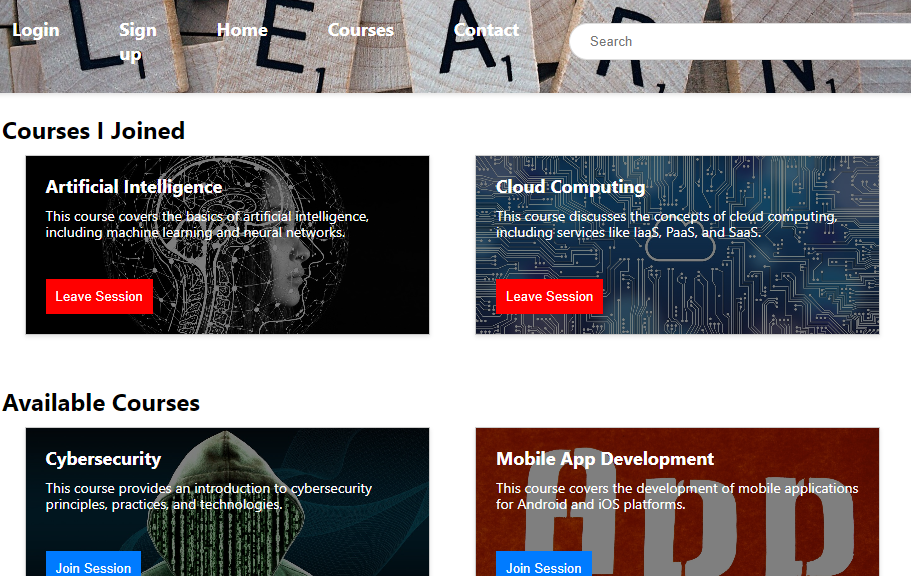 Login Sign up Home Courses Contact Search
L1 E1 A1 R N
Courses I Joined
Artificial Intelligence
This course covers the basics of artificial intelligence,
including machine learning and neural networks.
Leave Session
Cloud Computing
This course discusses the concepts of cloud computing,
including services like IaaS, PaaS, and SaaS.
Leave Session
Available Courses
Cybersecurity
This course provides an introduction to cybersecurity
principles, practices, and technologies.
Join Session
Mobile App Development
This course covers the development of mobile applications
for Android and iOS platforms.
App
Join Session